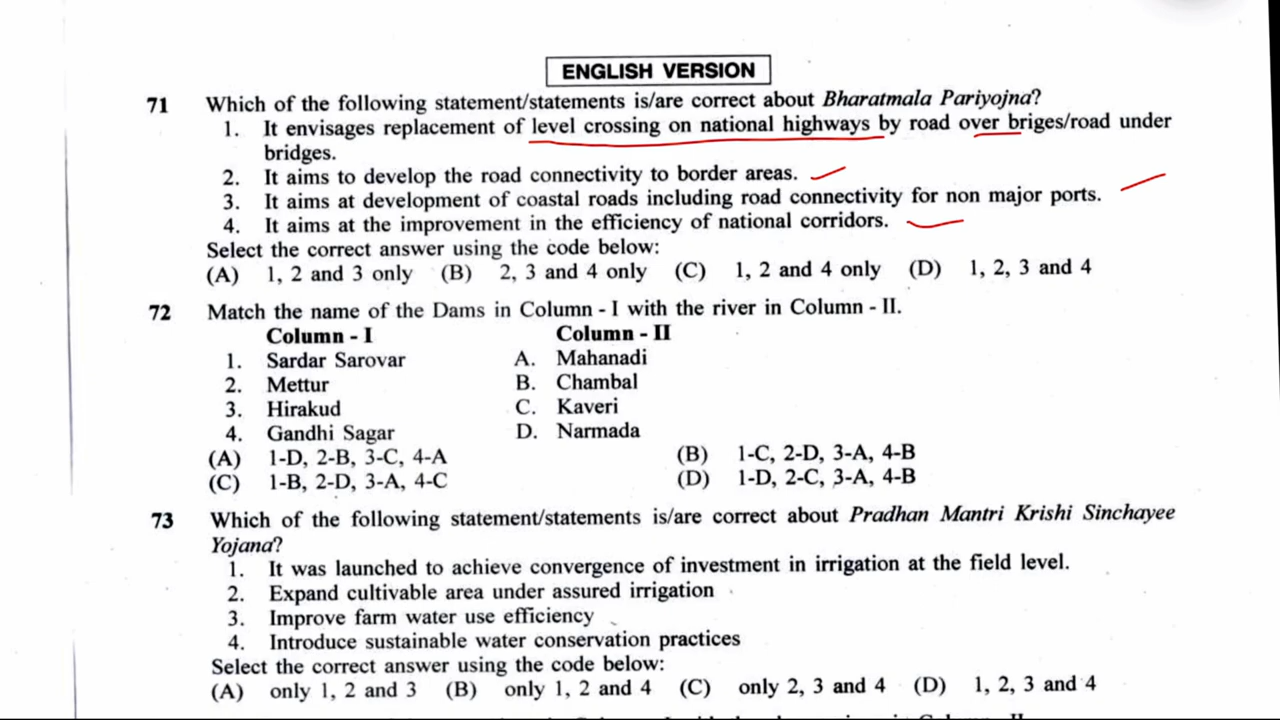 ENGLISH VERSION
71 Which of the following statement/statements is/are correct about Bharatmala Pariyojna?
1. It envisages replacement of level crossing on national highways by road over briges/road under
bridges.
2. It aims to develop the road connectivity to border areas.
3. It aims at development of coastal roads including road connectivity for non major ports.
4. It aims at the improvement in the efficiency of national corridors.
Select the correct answer using the code below:
(A) 1, 2 and 3 only (B) 2, 3 and 4 only (C) 1, 2 and 4 only (D) 1, 2, 3 and 4
72 Match the name of the Dams in Column - I with the river in Column - II.
Column - I Column - II
1. Sardar Sarovar A. Mahanadi
2. Mettur B. Chambal
3. Hirakud C. Kaveri
4. Gandhi Sagar D. Narmada
(A) 1-D, 2-B, 3-C, 4-A (B) 1-C, 2-D, 3-A, 4-B
(C) 1-B, 2-D, 3-A, 4-C (D) 1-D, 2-C, 3-A, 4-B
73 Which of the following statement/statements is/are correct about Pradhan Mantri Krishi Sinchayee
Yojana?
1. It was launched to achieve convergence of investment in irrigation at the field level.
2. Expand cultivable area under assured irrigation
3. Improve farm water use efficiency
4. Introduce sustainable water conservation practices
Select the correct answer using the code below:
(A) only 1, 2 and 3 (B) only 1, 2 and 4 (C) only 2, 3 and 4 (D) 1, 2, 3 and 4